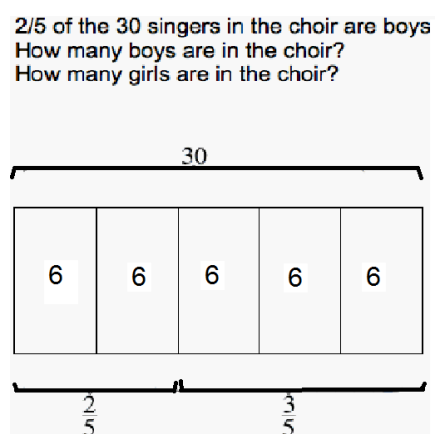 2/5 of the 30 singers in the choir are boys
How many boys are in the choir?
How many girls are in the choir?
30
6 6 6 6 6
2/5 3/5